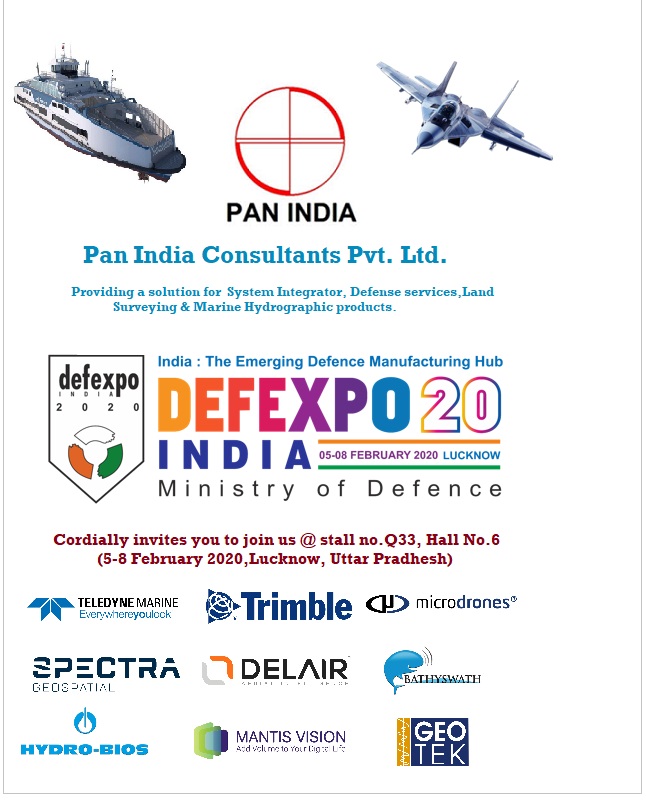 PAN INDIA
Pan India Consultants Pvt. Ltd.
Providing a solution for System Integrator, Defense services,Land
Surveying & Marine Hydrographic products.
defexpo
INDIA
2020
India : The Emerging Defence Manufacturing Hub
DEFEXPO 20
INDIA 05-08 FEBRUARY 2020 LUCKNOW
Ministry of Defence
Cordially invites you to join us @ stall no.Q33, Hall No.6
(5-8 February 2020,Lucknow, Uttar Pradhesh)
TELEDYNE MARINE
Everywhereyoulook
Trimble
microdrones®
SPECTRA
GEOSPATIAL
DELAIR
BATHYSWATH
HYDRO-BIOS
MANTIS VISION
Add Volume to Your Digital Life
GEO
TEK